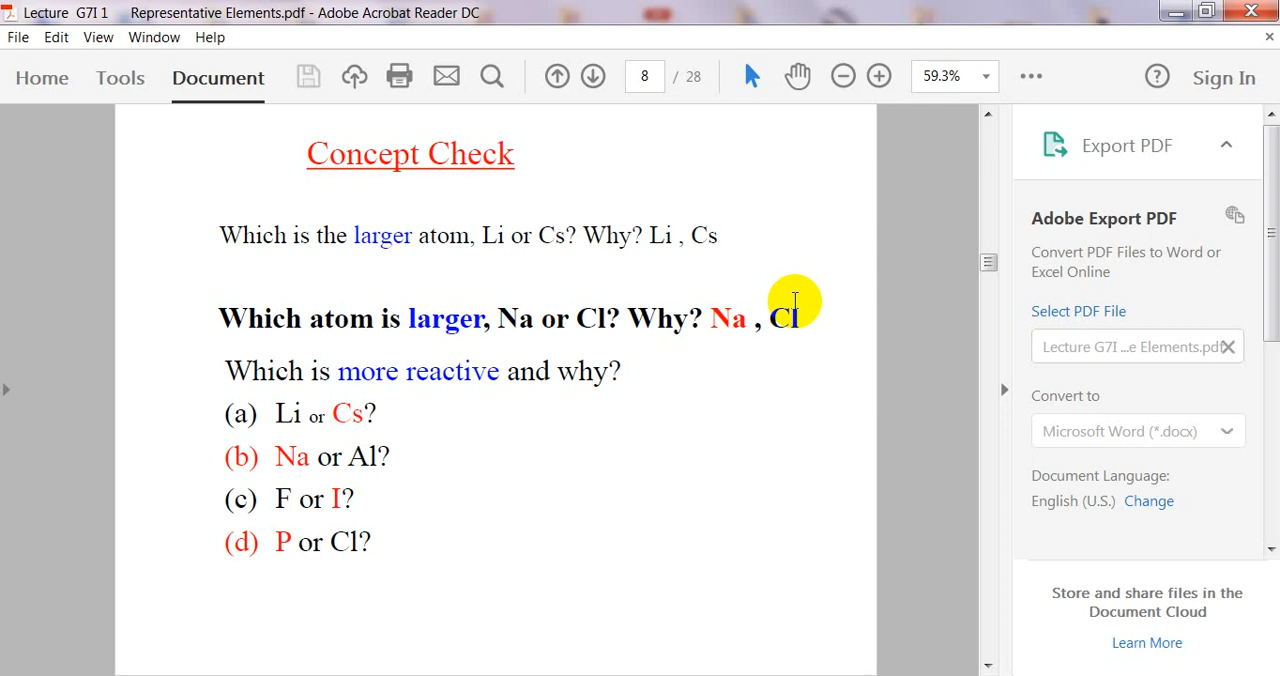 Lecture G7I 1 Representative Elements.pdf - Adobe Acrobat Reader DC
File Edit View Window Help
Home Tools Document 8 / 28 59.3% Sign In
Concept Check
Which is the larger atom, Li or Cs? Why? Li , Cs
Which atom is larger, Na or Cl? Why? Na , Cl
Which is more reactive and why?
(a) Li or Cs?
(b) Na or Al?
(c) F or I?
(d) P or Cl?
Export PDF
Adobe Export PDF
Convert PDF Files to Word or
Excel Online
Select PDF File
Lecture G7I ...e Elements.pdf
Convert to
Microsoft Word (*.docx)
Document Language:
English (U.S.) Change
Store and share files in the
Document Cloud
Learn More